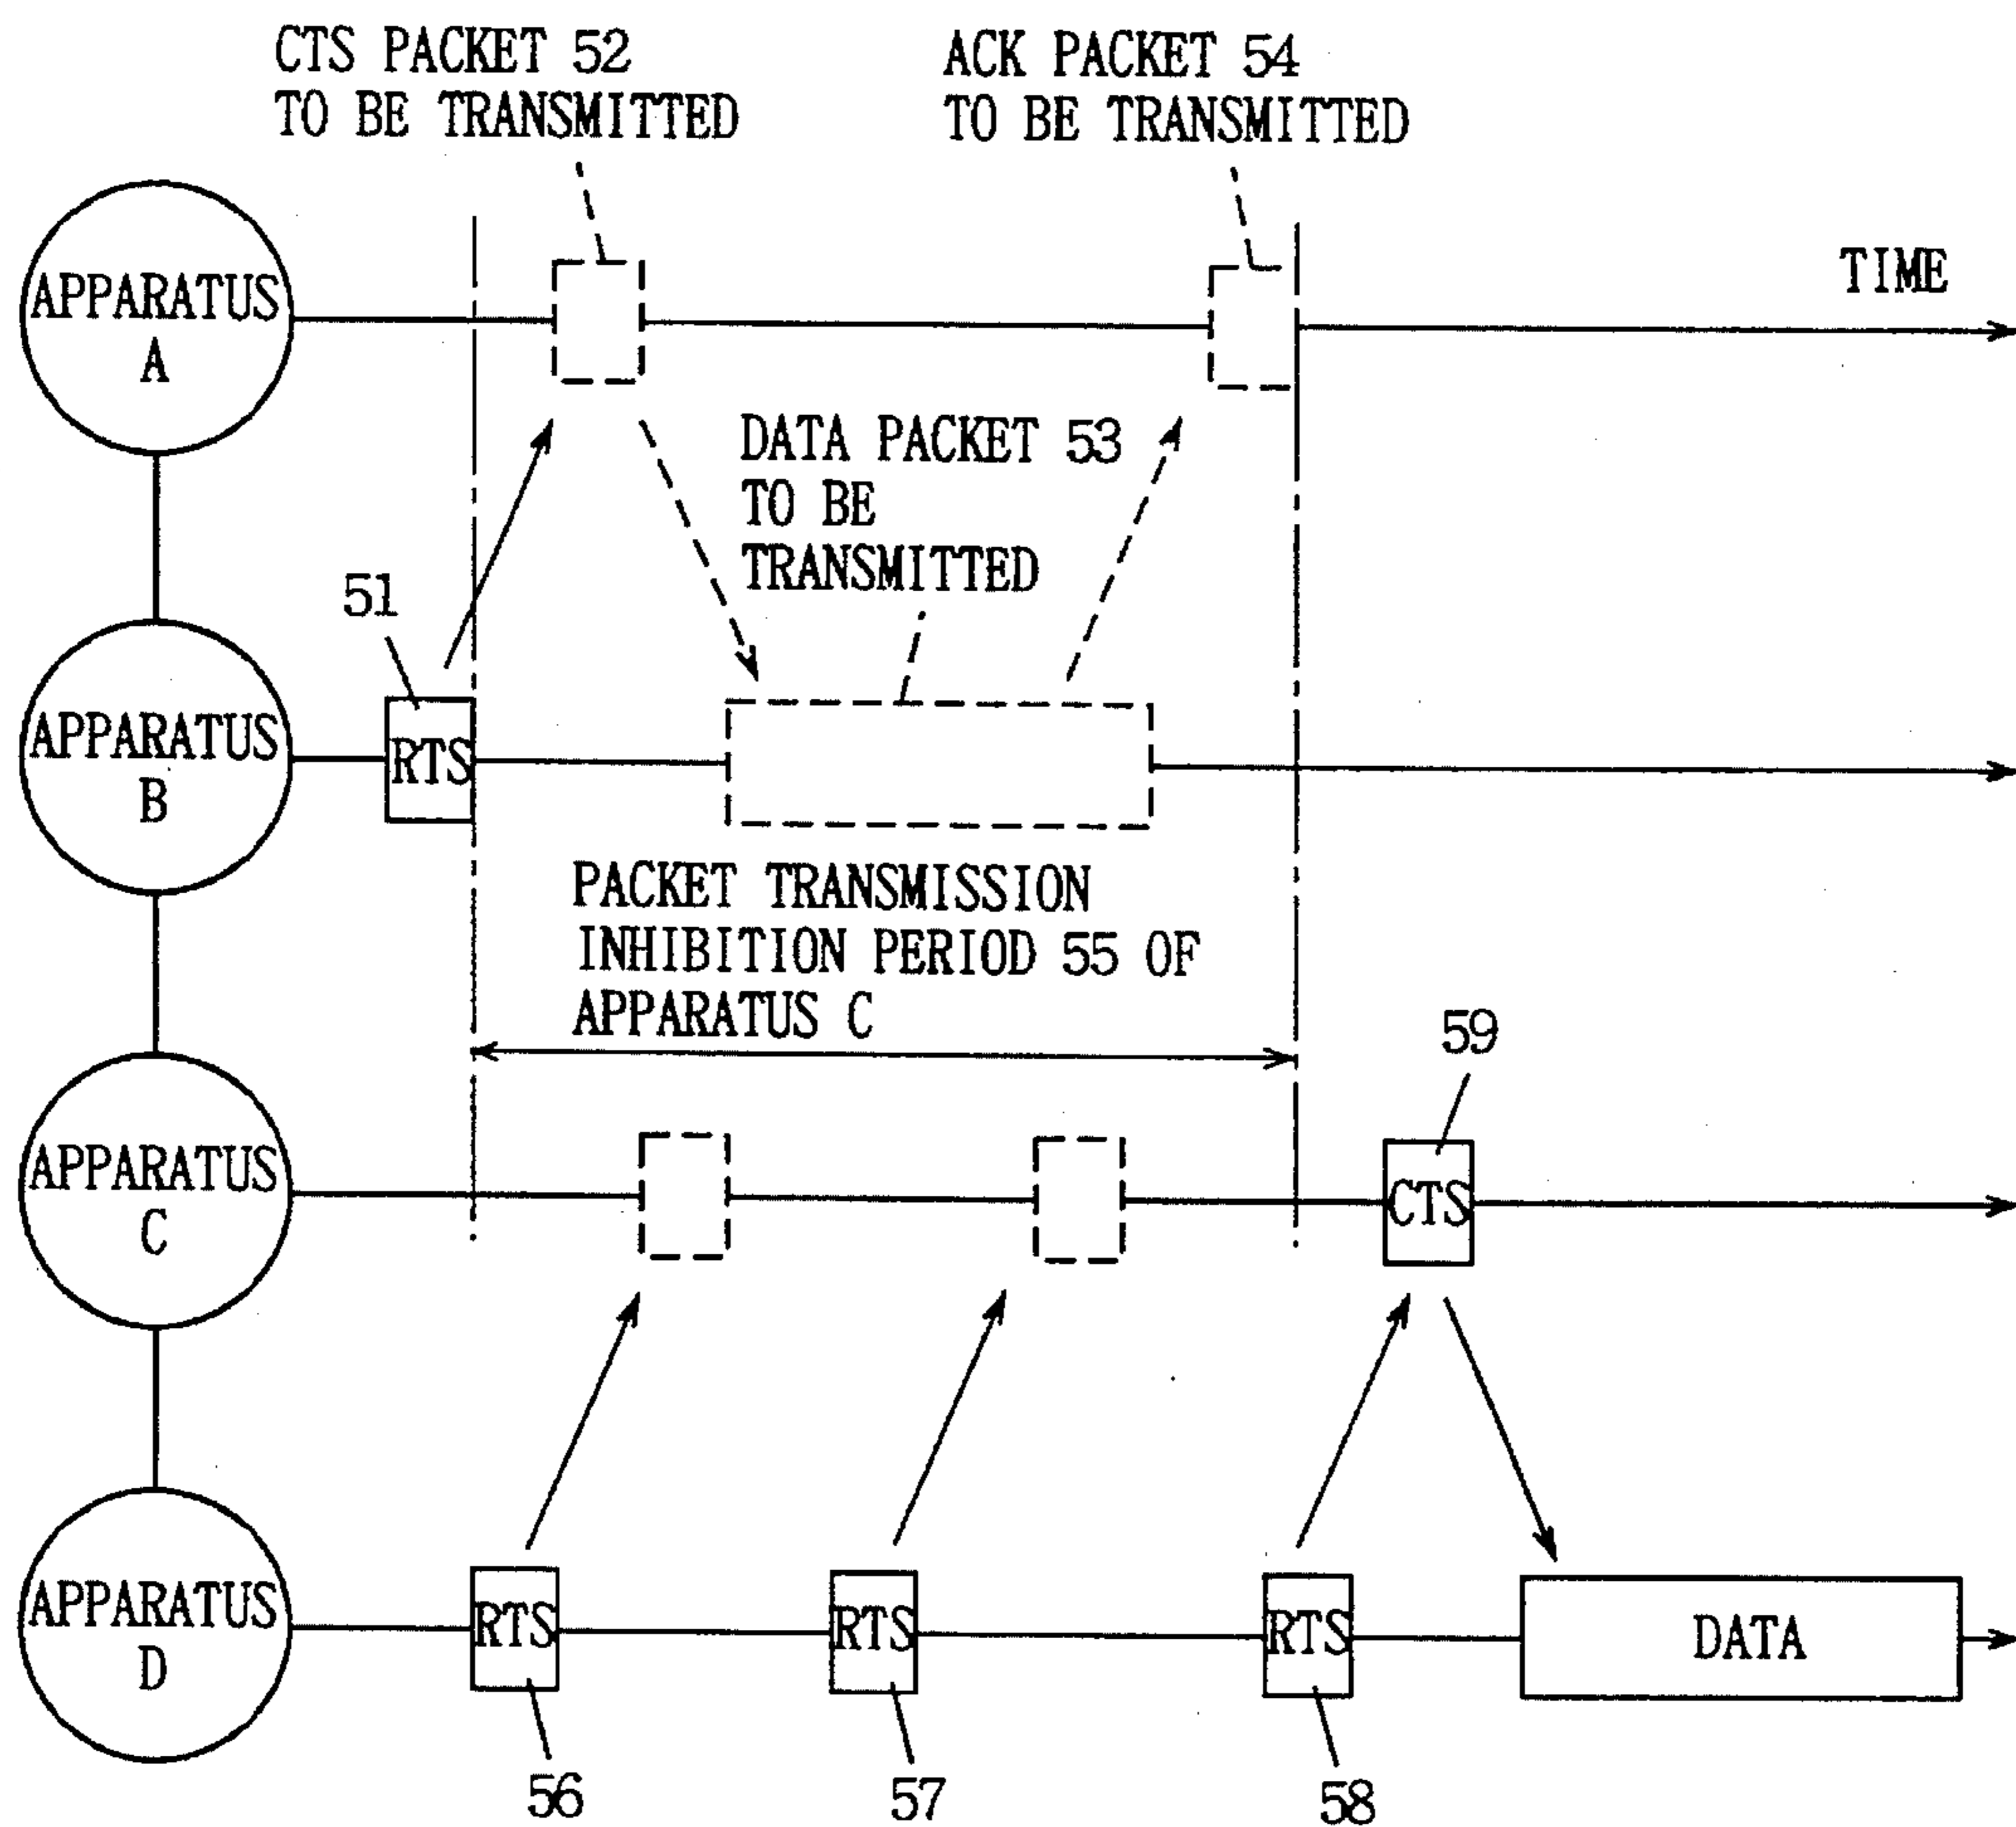 CTS PACKET 52
TO BE TRANSMITTED
ACK PACKET 54
TO BE TRANSMITTED
APPARATUS
A
TIME
DATA PACKET 53
TO BE
TRANSMITTED
51
APPARATUS
B
RTS
PACKET TRANSMISSION
INHIBITION PERIOD 55 OF
APPARATUS C
59
APPARATUS
C
CTS
APPARATUS
D
RTS
RTS
RTS
DATA
56
57
58